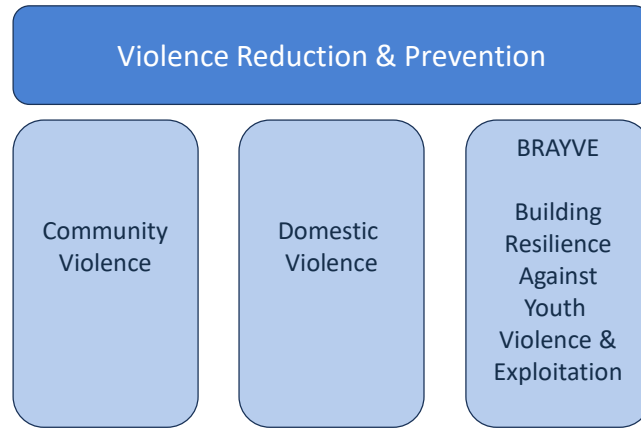 Violence Reduction & Prevention
Community
Violence
Domestic
Violence
BRAYVE
Building
Resilience
Against
Youth
Violence &
Exploitation